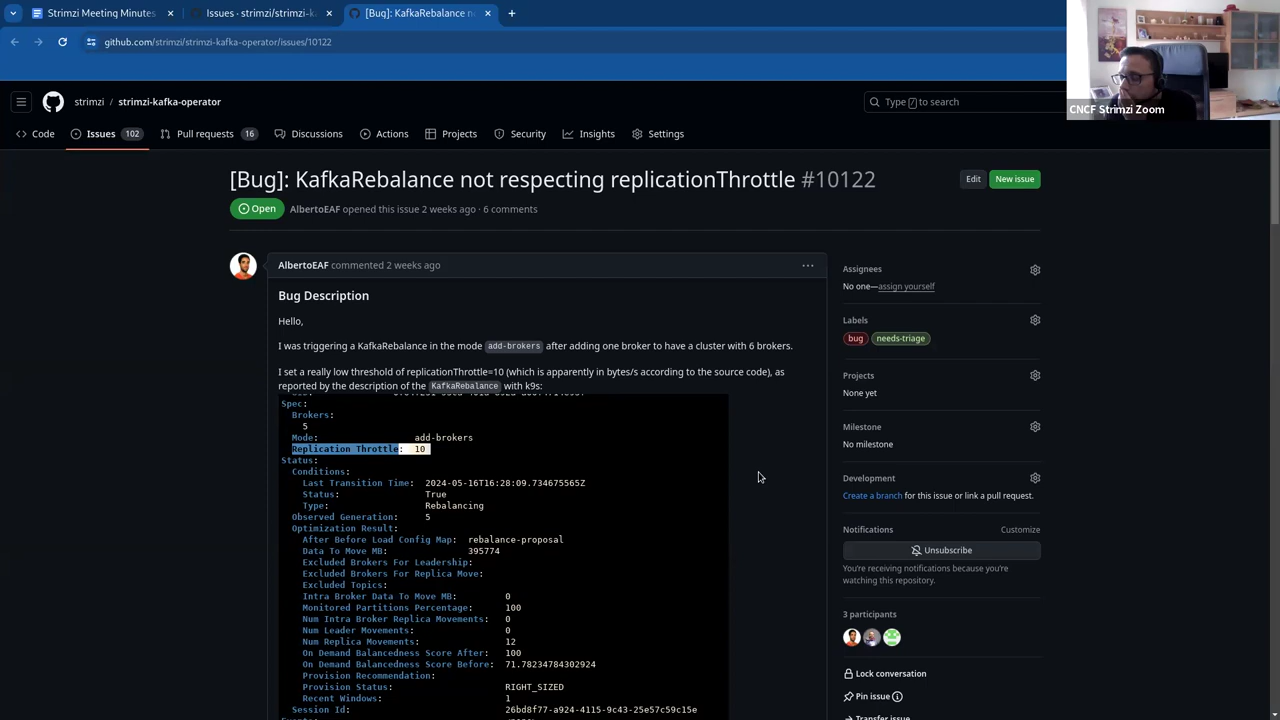 Strimzi Meeting Minutes
Issues · strimzi/strimzi-k
[Bug]: KafkaRebalance n
github.com/strimzi/strimzi-kafka-operator/issues/10122
CNCF Strimzi Zoom
strimzi / strimzi-kafka-operator
Type / to search
Code
Issues 102
Pull requests 16
Discussions
Actions
Projects
Security
Insights
Settings
[Bug]: KafkaRebalance not respecting replicationThrottle #10122
Edit
New issue
Open
AlbertoEAF opened this issue 2 weeks ago · 6 comments
AlbertoEAF commented 2 weeks ago
Bug Description
Hello,
I was triggering a KafkaRebalance in the mode add-brokers after adding one broker to have a cluster with 6 brokers.
I set a really low threshold of replicationThrottle=10 (which is apparently in bytes/s according to the source code), as
reported by the description of the KafkaRebalance with k9s:
Spec:
Brokers:
5
Mode: add-brokers
Replication Throttle: 10
Status:
Conditions:
Last Transition Time: 2024-05-16T16:28:09.734675565Z
Status: True
Type: Rebalancing
Observed Generation: 5
Optimization Result:
After Before Load Config Map: rebalance-proposal
Data To Move MB: 395774
Excluded Brokers For Leadership:
Excluded Brokers For Replica Move:
Excluded Topics:
Intra Broker Data To Move MB: 0
Monitored Partitions Percentage: 100
Num Intra Broker Replica Movements: 0
Num Leader Movements: 0
Num Replica Movements: 12
On Demand Balancedness Score After: 100
On Demand Balancedness Score Before: 71.78234784302924
Provision Recommendation:
Provision Status: RIGHT_SIZED
Recent Windows: 1
Session Id: 26bd8f77-a924-4115-9c43-25e57c59c15e
Assignees
No one—assign yourself
Labels
bug needs-triage
Projects
None yet
Milestone
No milestone
Development
Create a branch for this issue or link a pull request.
Notifications Customize
Unsubscribe
You're receiving notifications because you're
watching this repository.
3 participants
Lock conversation
Pin issue
Transfer issue